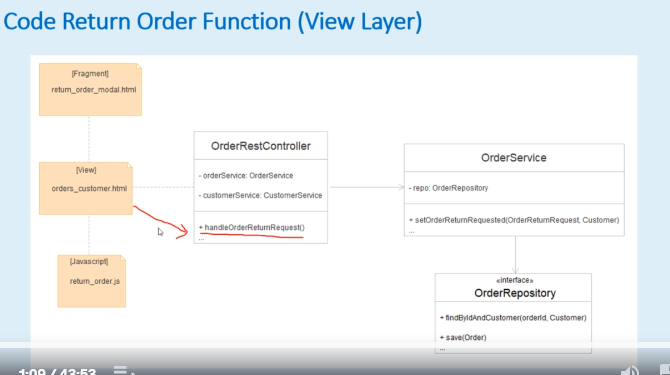 Code Return Order Function (View Layer)
[Fragment]
return_order_modal.html
[View]
orders_customer.html
[Javascript]
return_order.js
OrderRestController
- orderService: OrderService
- customerService: CustomerService
+ handleOrderReturnRequest()
...
OrderService
- repo: OrderRepository
+ setOrderReturnRequested(OrderReturnRequest, Customer)
...
«interface»
OrderRepository
+ findByIdAndCustomer(orderId, Customer)
+ save(Order)
...
1:09 / 43:53